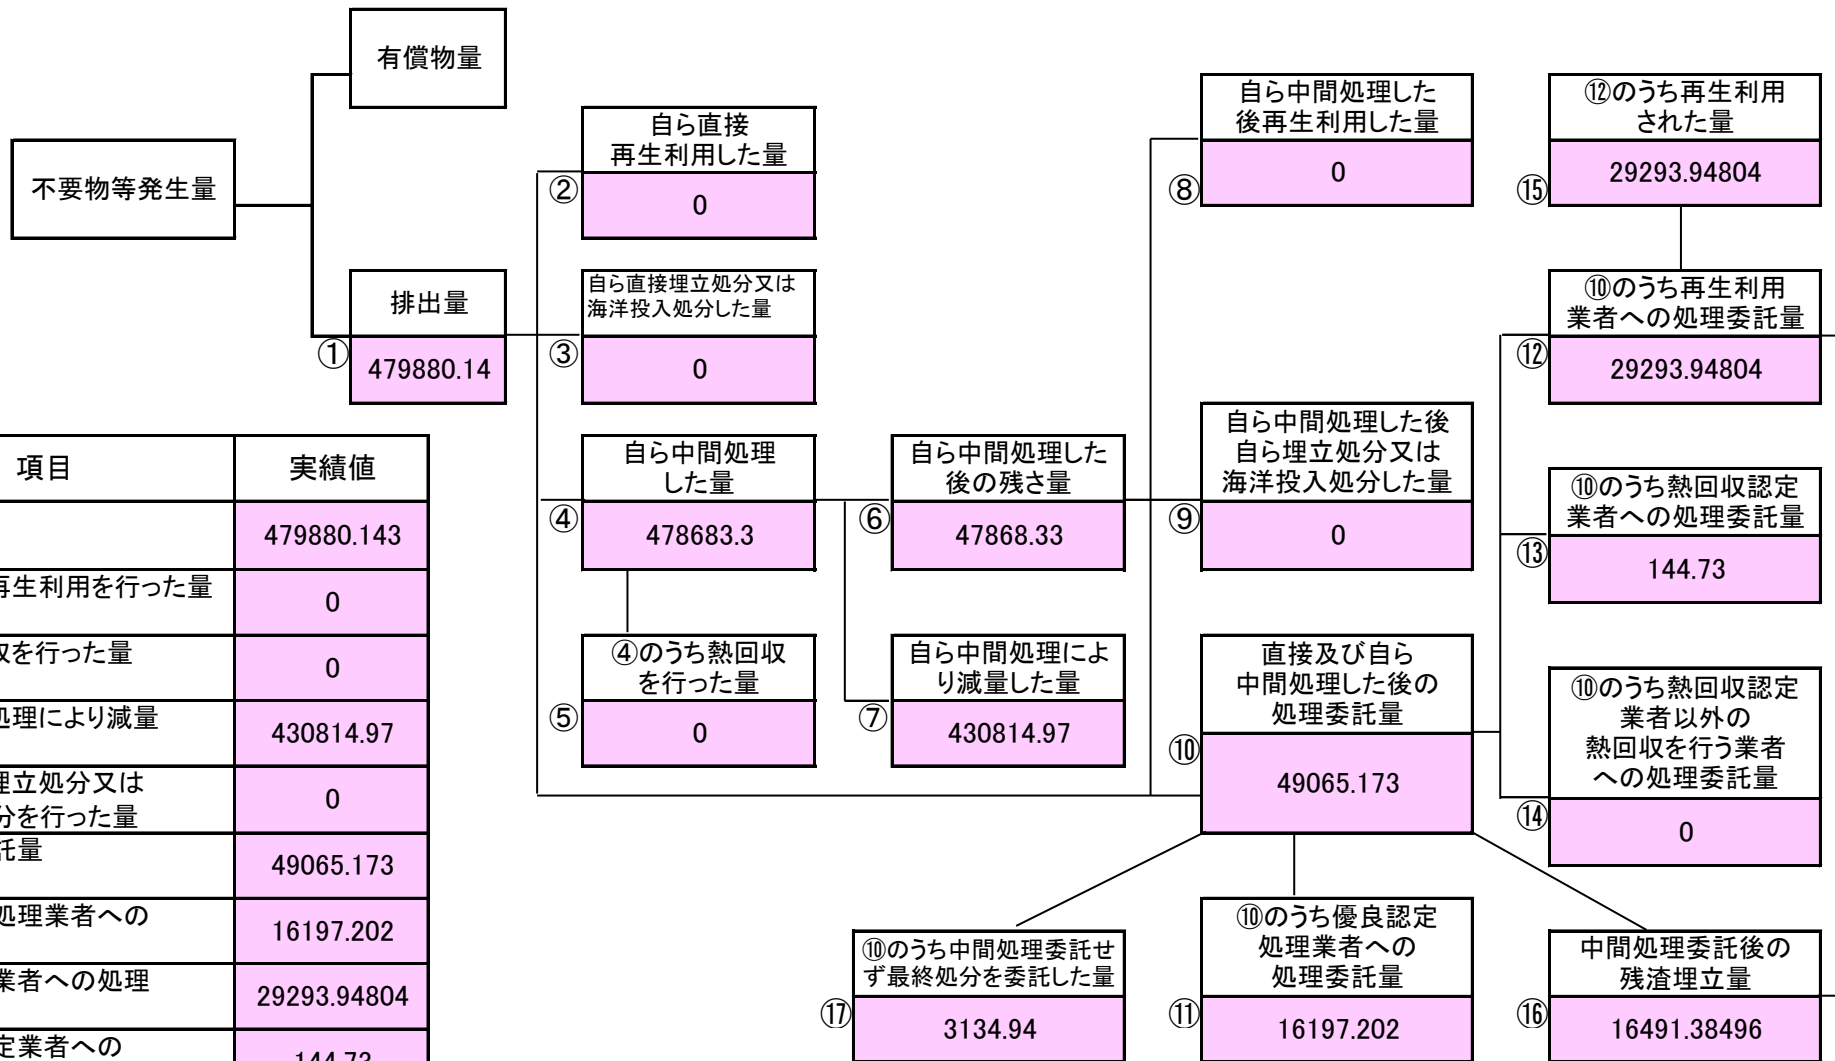 有償物量
不要物等発生量
排出量
①
479880.14
自ら直接
再生利用した量
②
0
自ら直接埋立処分又は
海洋投入処分した量
③
0
自ら中間処理
した量
④
478683.3
④のうち熱回収
を行った量
⑤
0
自ら中間処理した
後の残さ量
⑥
47868.33
自ら中間処理によ
り減量した量
⑦
430814.97
自ら中間処理した
後再生利用した量
⑧
0
自ら中間処理した後
自ら埋立処分又は
海洋投入処分した量
⑨
0
直接及び自ら
中間処理した後の
処理委託量
⑩
49065.173
⑫のうち再生利用
された量
⑮
29293.94804
⑩のうち再生利用
業者への処理委託量
⑫
29293.94804
⑩のうち熱回収認定
業者への処理委託量
⑬
144.73
⑩のうち熱回収認定
業者以外の
熱回収を行う業者
への処理委託量
⑭
0
⑩のうち中間処理委託せ
ず最終処分を委託した量
⑰
3134.94
⑩のうち優良認定
処理業者への
処理委託量
⑪
16197.202
中間処理委託後の
残渣埋立量
⑯
16491.38496
項目 実績値
479880.143
再生利用を行った量
0
を行った量
0
処理により減量
430814.97
埋立処分又は
分を行った量
0
託量
49065.173
処理業者への
16197.202
業者への処理
29293.94804
定業者への
144.73